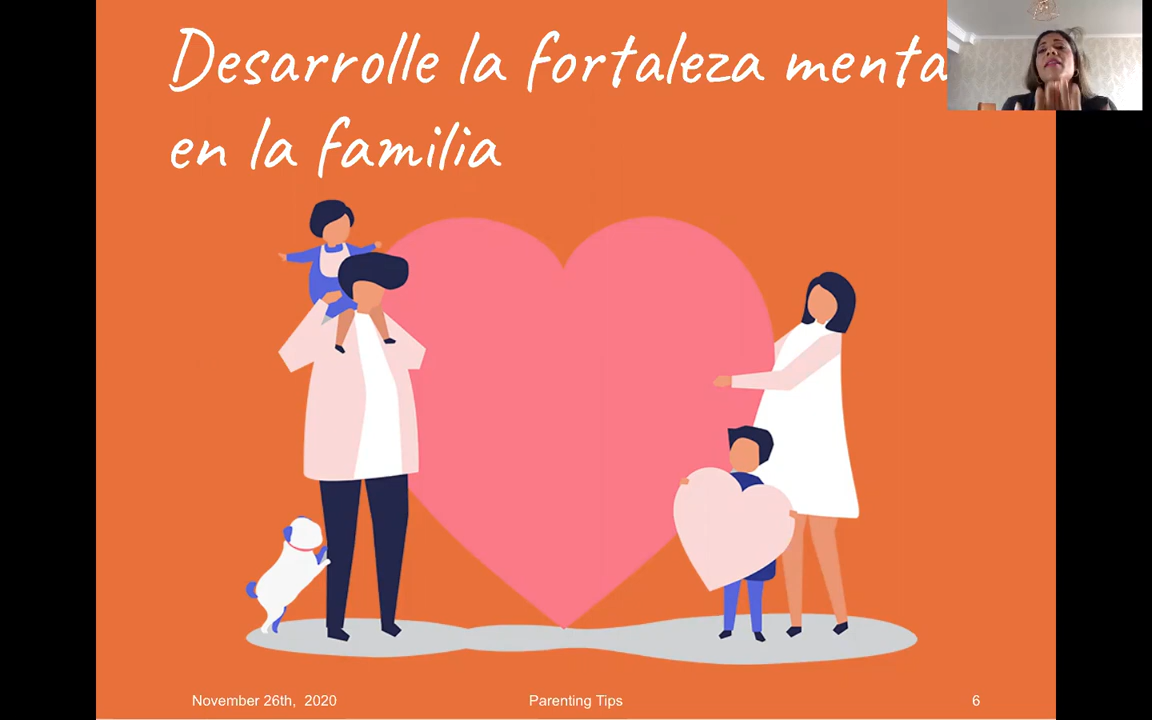 Desarrolle la fortaleza menta
en la familia
November 26th, 2020
Parenting Tips
6